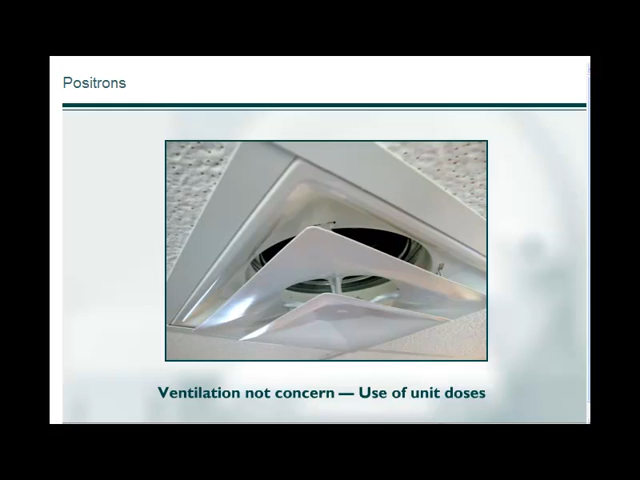 Positrons
Ventilation not concern — Use of unit doses